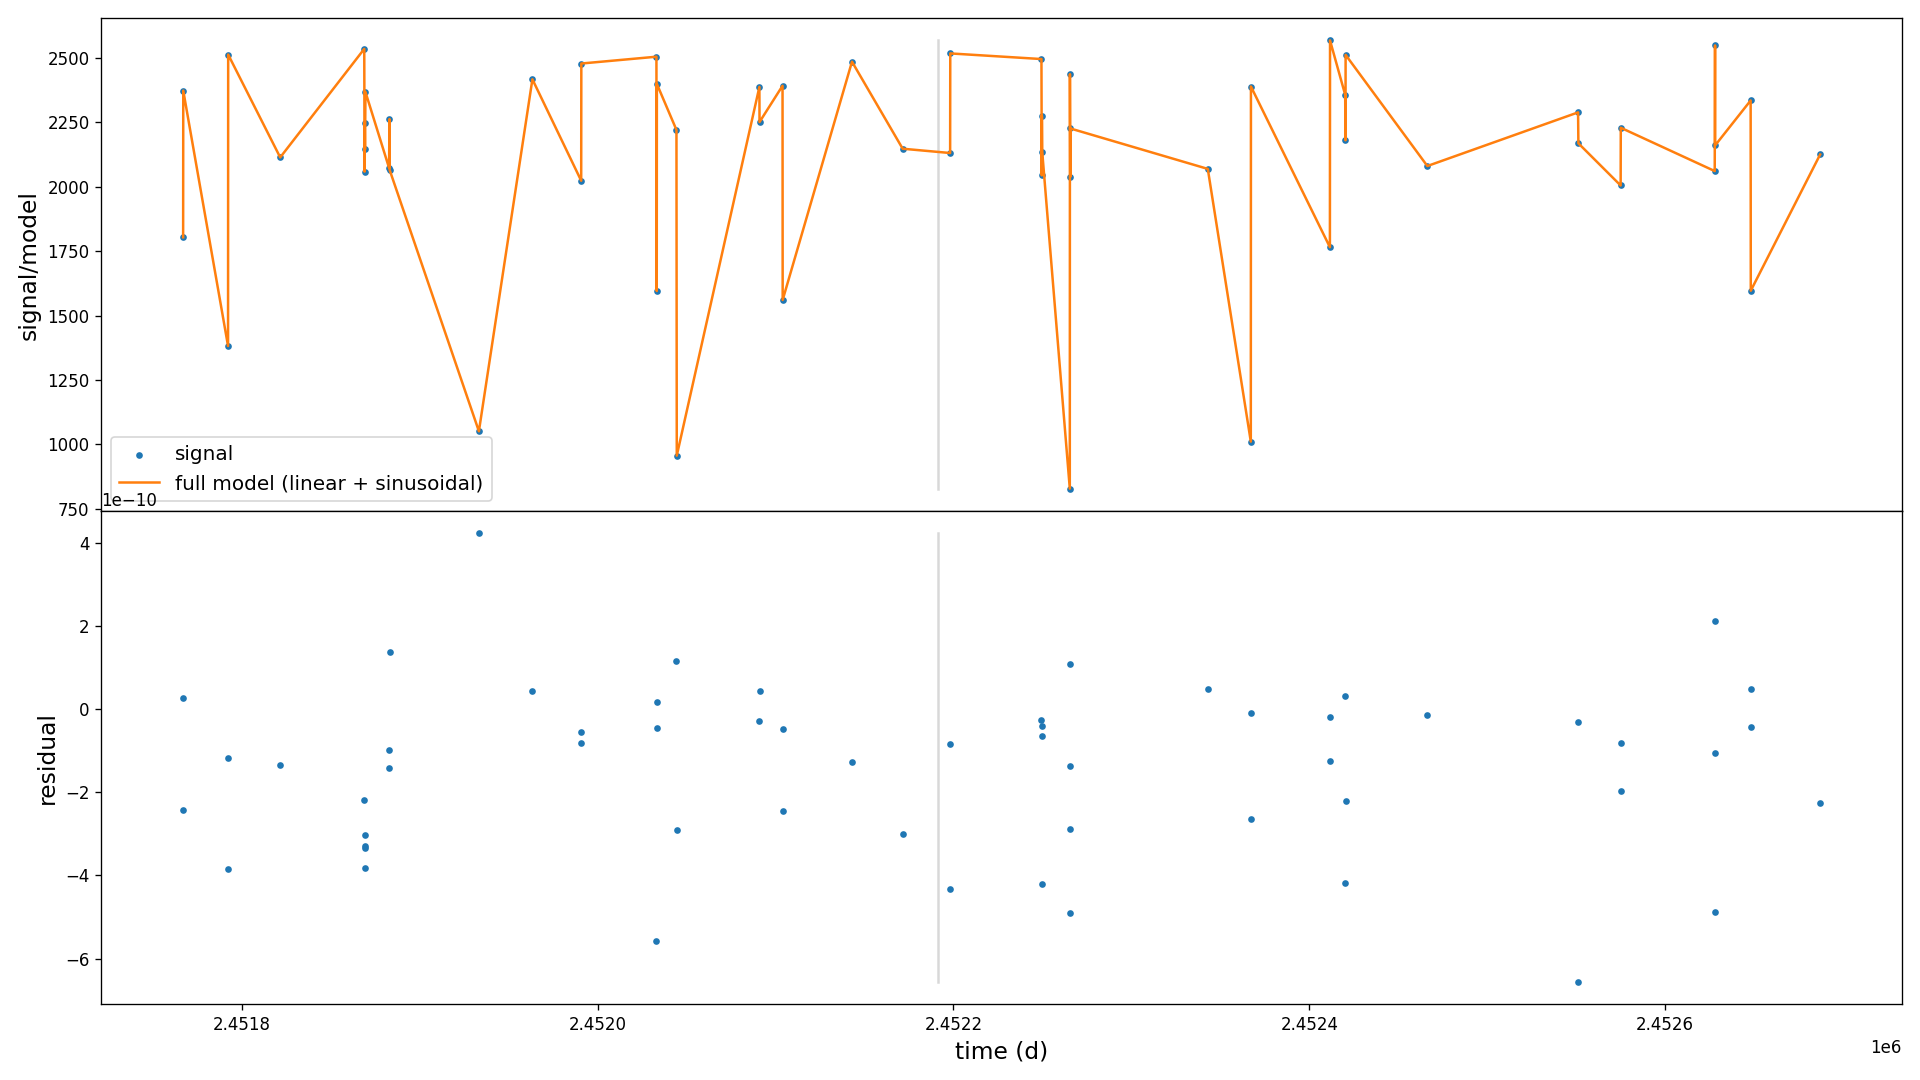 2500
2250
2000
1750
1500
1250
1000
750
signal/model
signal
full model (linear + sinusoidal)
1e−10
4
2
0
−2
−4
−6
residual
2.4518
2.4520
2.4522
2.4524
2.4526
time (d)
1e6